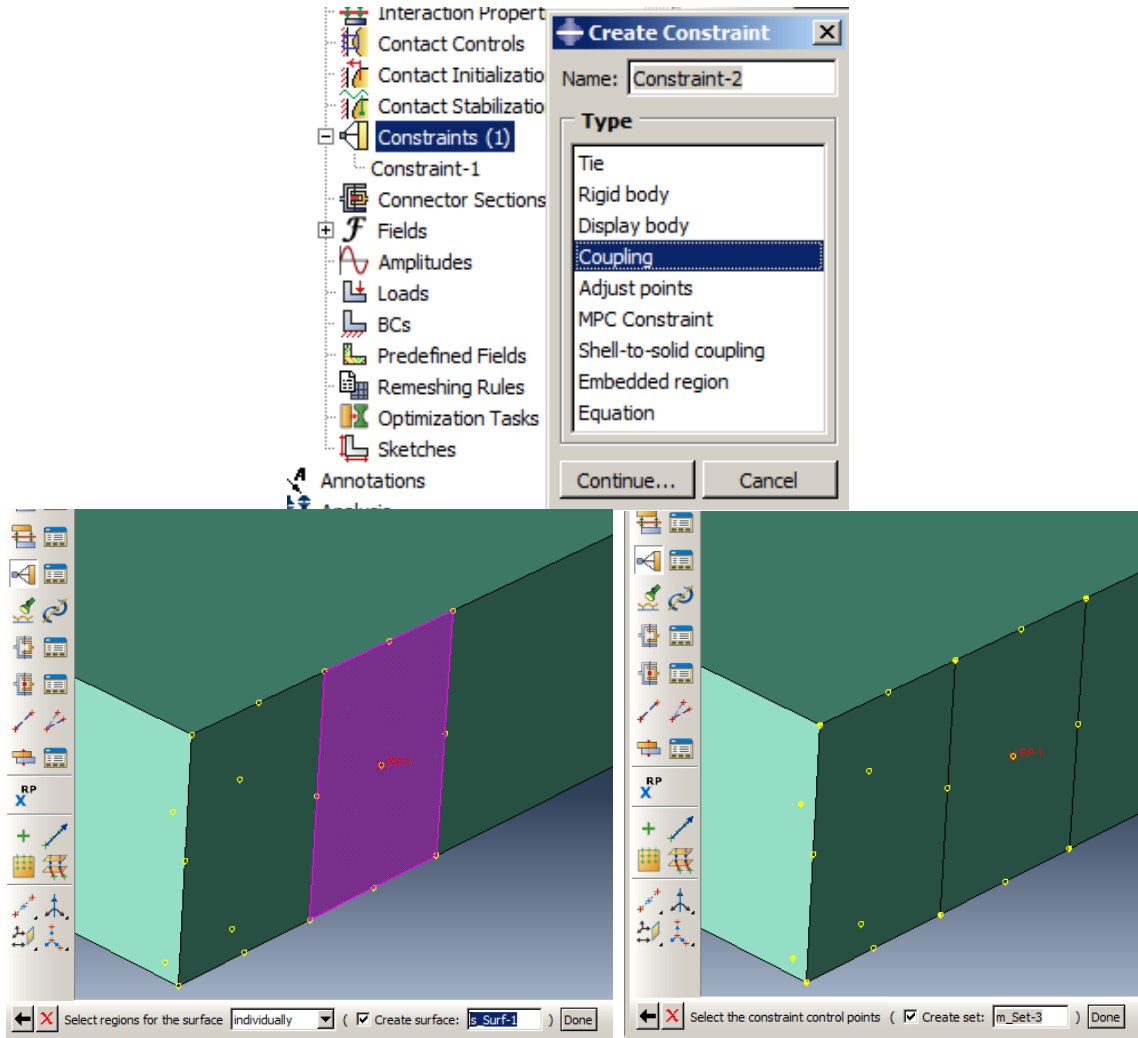 Interaction Propert
Contact Controls
Contact Initializatio
Contact Stabilizatio
Constraints (1)
Constraint-1
Connector Sections
Fields
Amplitudes
Loads
BCs
Predefined Fields
Remeshing Rules
Optimization Tasks
Sketches
Annotations
Analysis
Create Constraint
Name: Constraint-2
Type
Tie
Rigid body
Display body
Coupling
Adjust points
MPC Constraint
Shell-to-solid coupling
Embedded region
Equation
Continue... Cancel
RP
RP-1
Select regions for the surface individually ( Create surface: s_Surf-1 ) Done
RP
RP-1
Select the constraint control points ( Create set: m_Set-3 ) Done